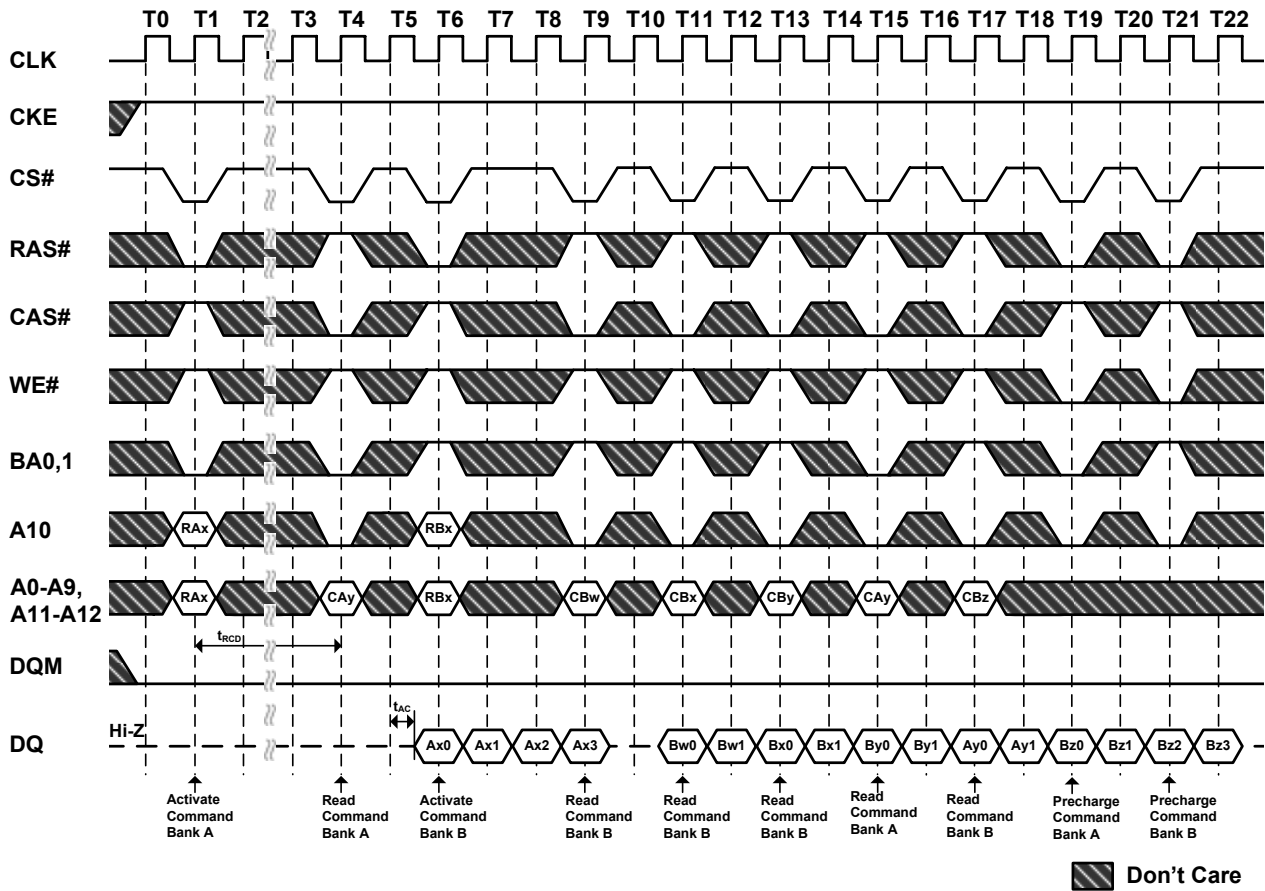 T0 T1 T2 T3 T4 T5 T6 T7 T8 T9 T10 T11 T12 T13 T14 T15 T16 T17 T18 T19 T20 T21 T22
CLK
CKE
CS#
RAS#
CAS#
WE#
BA0,1
A10 RAx RBx
A0-A9,
A11-A12 RAx CAy RBx CBw CBx CBy CAy CBz
tRCD
DQM
tAC
Hi-Z
DQ Ax0 Ax1 Ax2 Ax3 Bw0 Bw1 Bx0 Bx1 By0 By1 Ay0 Ay1 Bz0 Bz1 Bz2 Bz3
Activate
Command
Bank A
Read
Command
Bank A
Activate
Command
Bank B
Read
Command
Bank B
Read
Command
Bank B
Read
Command
Bank B
Read
Command
Bank A
Read
Command
Bank B
Precharge
Command
Bank A
Precharge
Command
Bank B
Don't Care